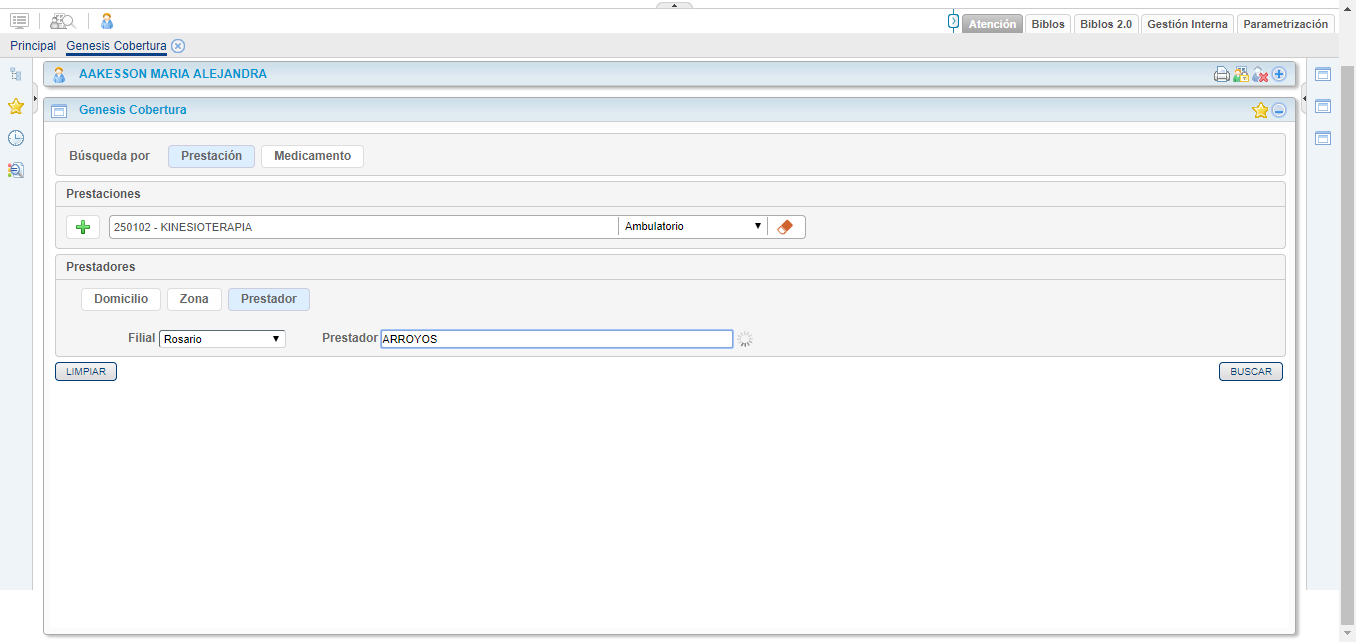 Atención Biblos Biblos 2.0 Gestión Interna Parametrización
Principal Genesis Cobertura
AAKESSON MARIA ALEJANDRA
Genesis Cobertura
Búsqueda por Prestación Medicamento
Prestaciones
250102 - KINESIOTERAPIA Ambulatorio
Prestadores
Domicilio Zona Prestador
Filial Rosario Prestador ARROYOS
LIMPIAR BUSCAR